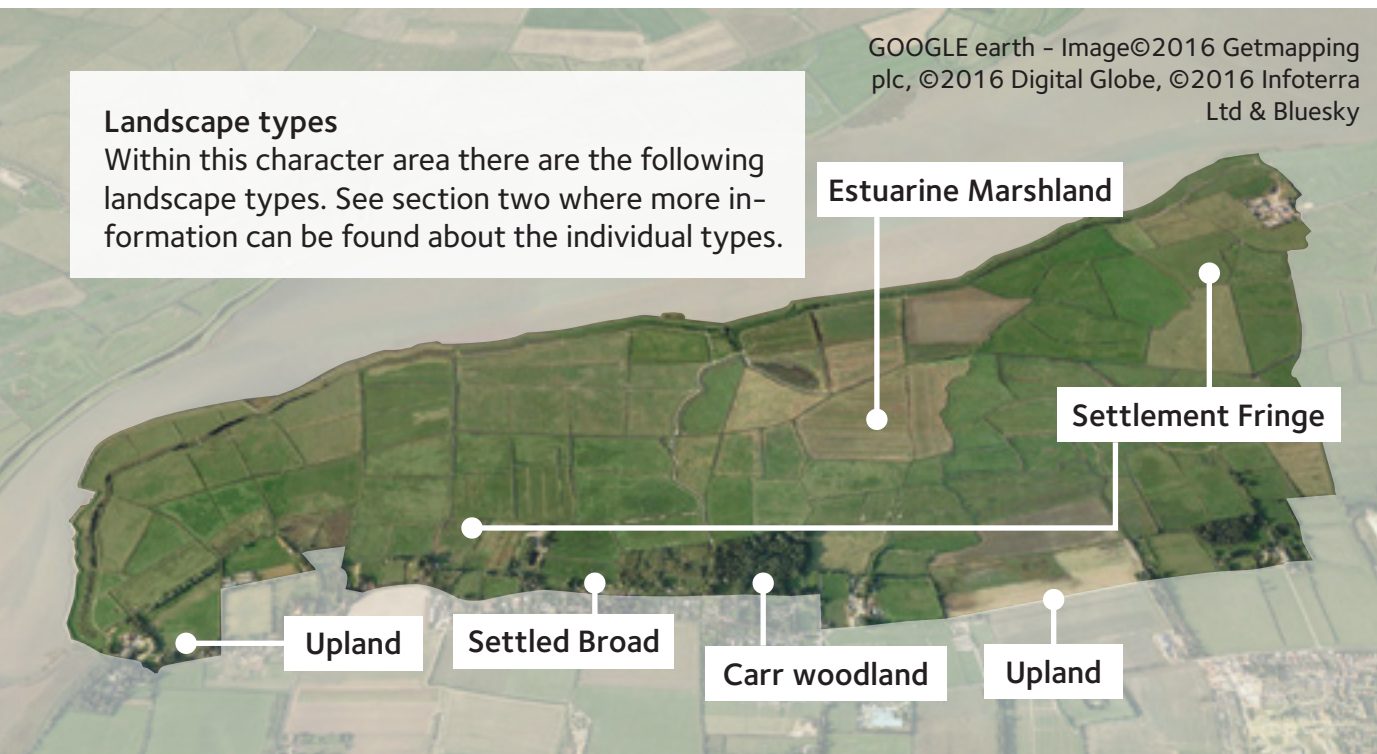 GOOGLE earth - Image©2016 Getmapping
plc, ©2016 Digital Globe, ©2016 Infoterra
Ltd & Bluesky
Landscape types
Within this character area there are the following
landscape types. See section two where more in-
formation can be found about the individual types.
Estuarine Marshland
Settlement Fringe
Upland
Settled Broad
Carr woodland
Upland